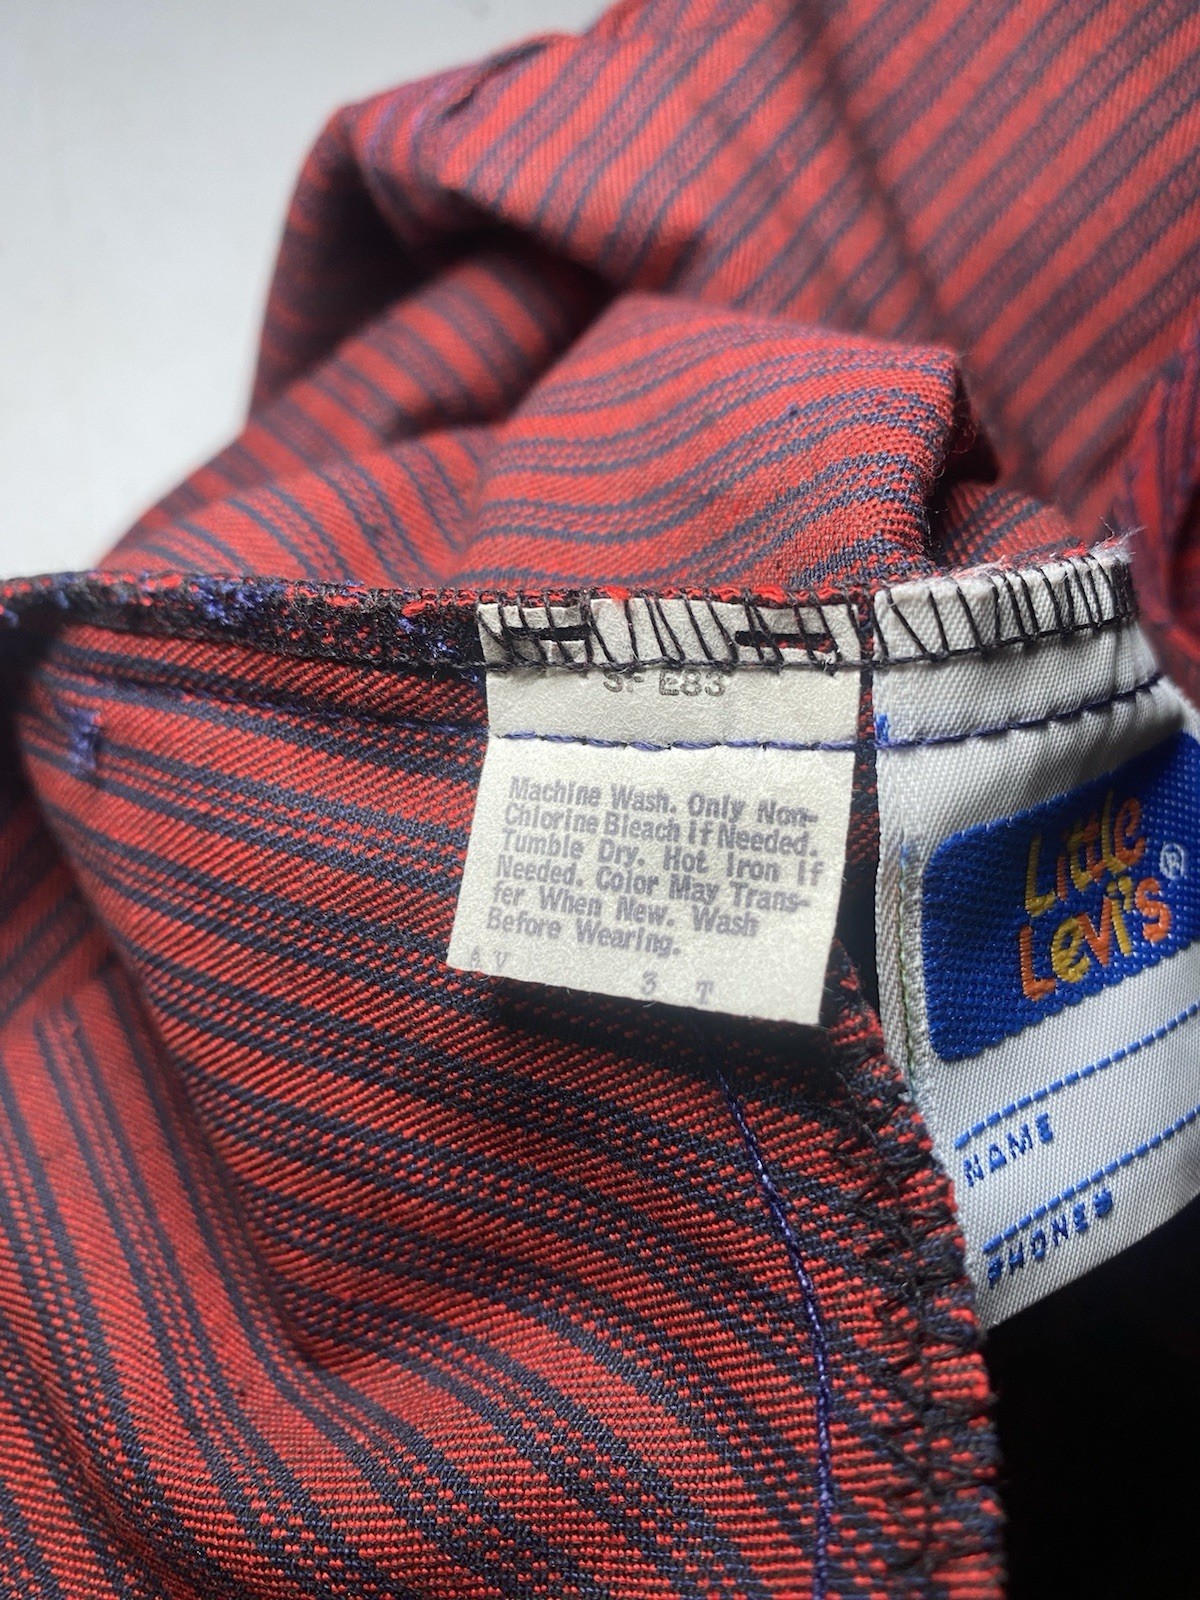 SF E83
Machine Wash. Only Non-
Chlorine Bleach if Needed.
Tumble Dry. Hot Iron If
Needed. Color May Trans-
fer When New. Wash
Before Wearing.
A V 3 T
Little
Levi's ®
NAME
PHONES